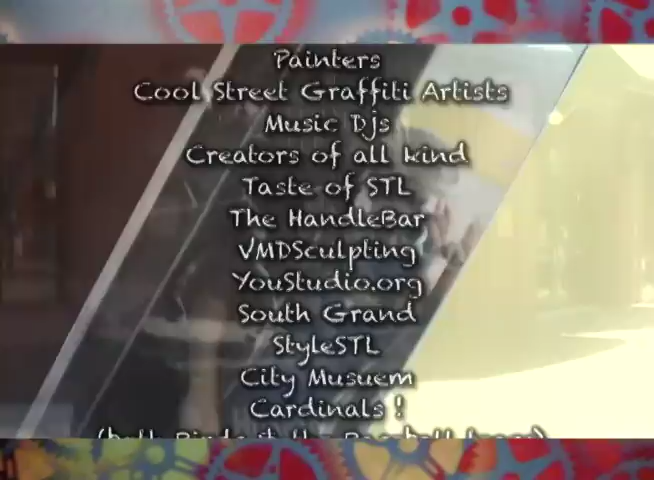 Painters
Cool Street Graffiti Artists
Music Djs
Creators of all kind
Taste of STL
The HandleBar
VMDSculpting
YouStudio.org
South Grand
StyleSTL
City Musuem
Cardinals !